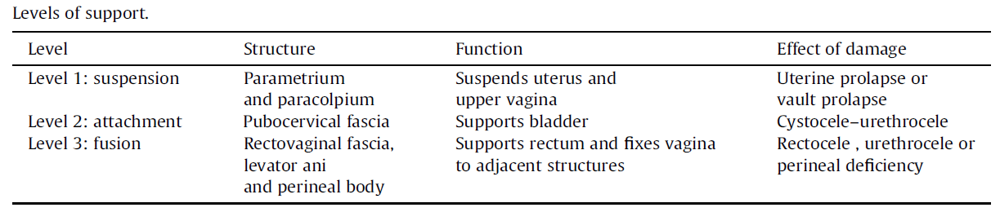 Levels of support.
Level Structure Function Effect of damage
Level 1: suspension Parametrium Suspends uterus and Uterine prolapse or
and paracolpium upper vagina vault prolapse
Level 2: attachment Pubocervical fascia Supports bladder Cystocele–urethrocele
Level 3: fusion Rectovaginal fascia, Supports rectum and fixes vagina Rectocele , urethrocele or
levator ani to adjacent structures perineal deficiency
and perineal body